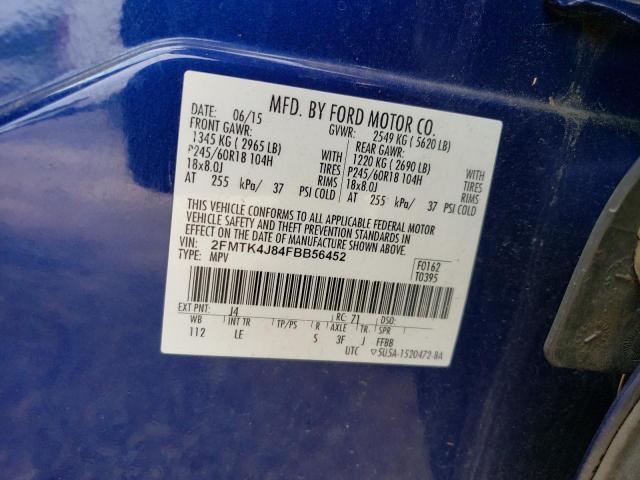 MFD. BY FORD MOTOR CO.
DATE: 06/15 GVWR: 2549 KG ( 5620 LB)
FRONT GAWR: REAR GAWR:
1345 KG ( 2965 LB) WITH 1220 KG ( 2690 LB) WITH
P245/60R18 104H TIRES P245/60R18 104H TIRES
18x8.0J RIMS 18x8.0J RIMS
AT 255 kPa/ 37 PSI COLD AT 255 kPa/ 37 PSI COLD
THIS VEHICLE CONFORMS TO ALL APPLICABLE FEDERAL MOTOR
VEHICLE SAFETY AND THEFT PREVENTION STANDARDS IN EFFECT ON
THE DATE OF MANUFACTURE SHOWN ABOVE.
VIN: 2FMTK4J84FBB56452
TYPE: MPV
F0162
T0395
EXT PNT: J4 RC: 71 DSO:
WB INT TR TP/PS R AXLE TR SPR
112 LE S 3F J FFBB
UTC ▽5U5A-1520472-BA